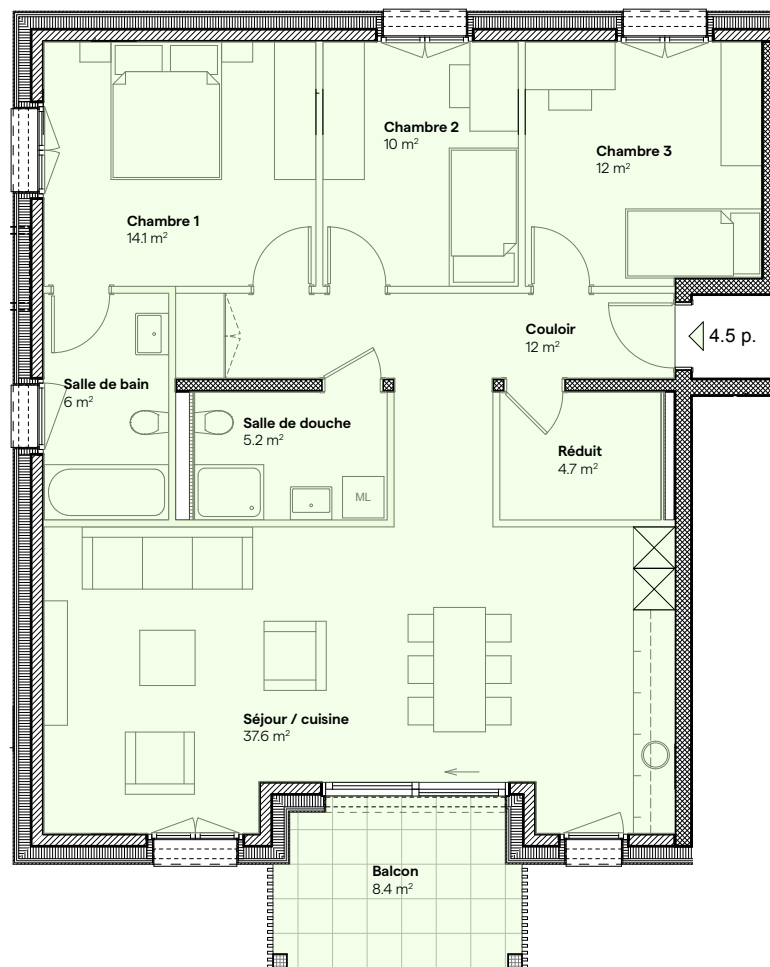 Chambre 2
10 m²
Chambre 3
12 m²
Chambre 1
14.1 m²
Couloir
12 m²
4.5 p.
Salle de bain
6 m²
Salle de douche
5.2 m²
Réduit
4.7 m²
ML
Séjour / cuisine
37.6 m²
Balcon
8.4 m²